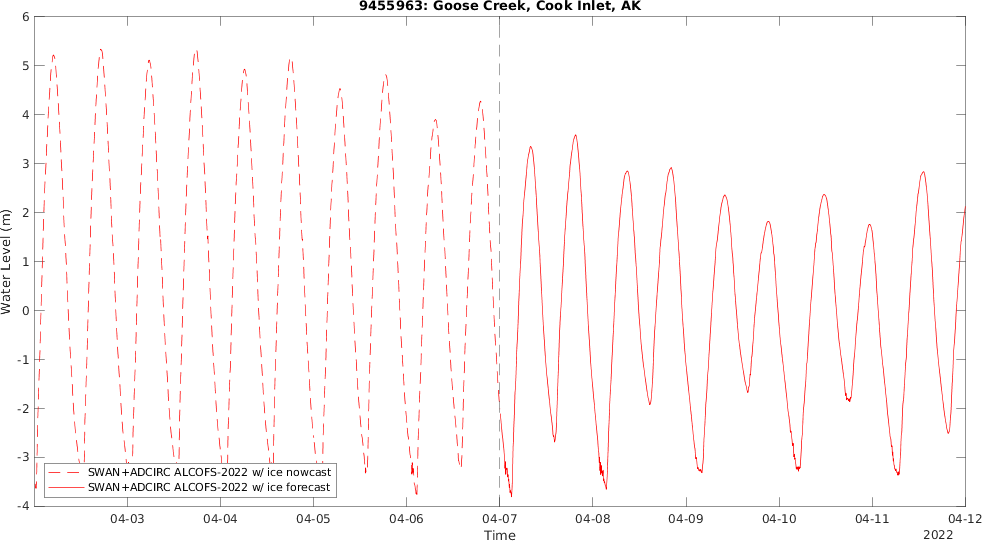 9455963: Goose Creek, Cook Inlet, AK
6
5
4
3
2
1
0
-1
-2
-3
-4
Water Level (m)
SWAN+ADCIRC ALCOFS-2022 w/ ice nowcast
SWAN+ADCIRC ALCOFS-2022 w/ ice forecast
04-03 04-04 04-05 04-06 04-07 04-08 04-09 04-10 04-11 04-12
Time
2022